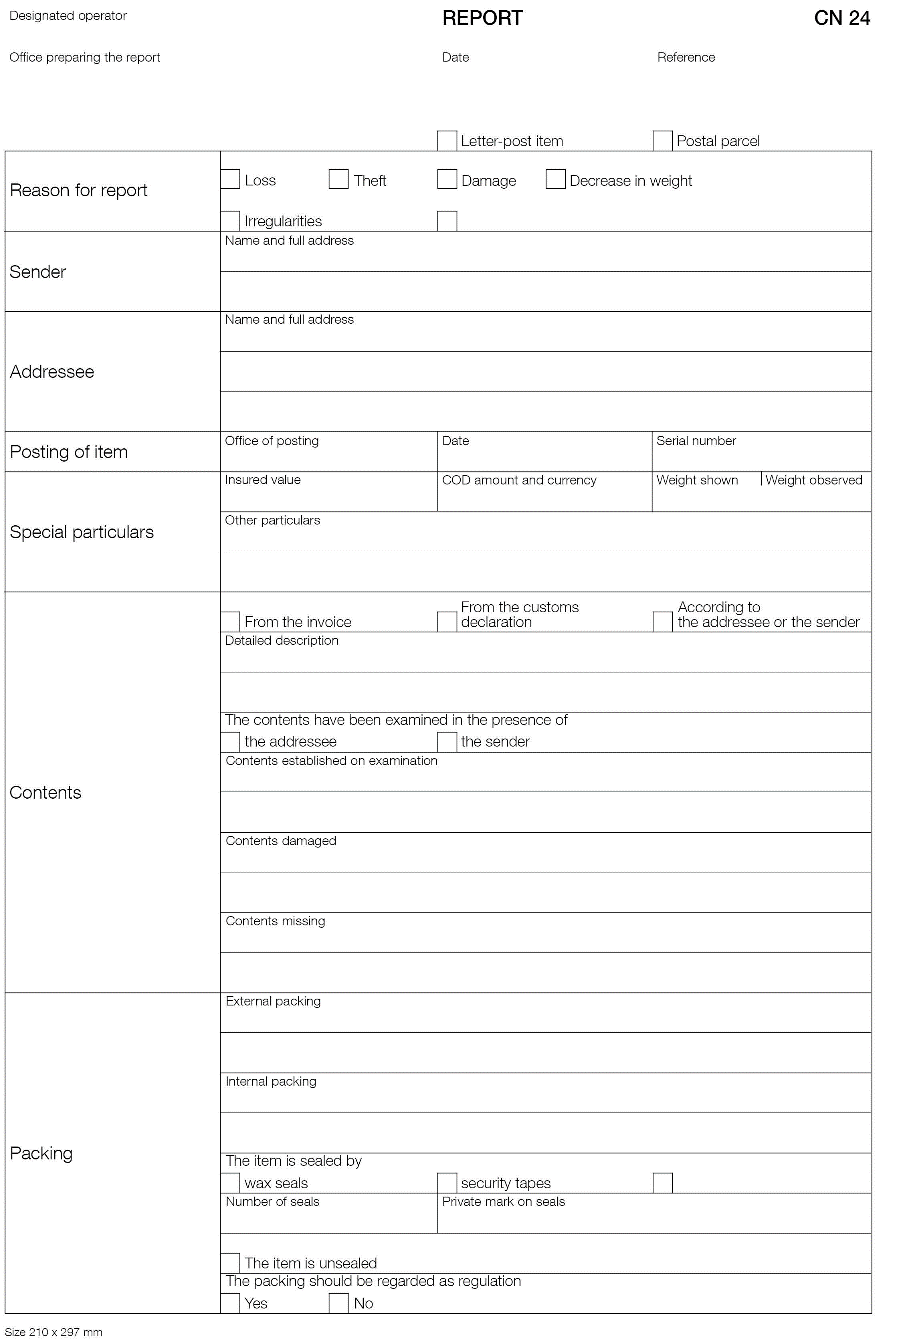 Designated operator REPORT CN 24
Office preparing the report Date Reference
Letter-post item Postal parcel
Reason for report
Loss Theft Damage Decrease in weight
Irregularities
Sender
Name and full address
Addressee
Name and full address
Posting of item
Office of posting Date Serial number
Special particulars
Insured value COD amount and currency Weight shown Weight observed
Other particulars
Contents
From the invoice
From the customs
declaration
According to
the addressee or the sender
Detailed description
The contents have been examined in the presence of
the addressee the sender
Contents established on examination
Contents damaged
Contents missing
Packing
External packing
Internal packing
The item is sealed by
wax seals security tapes
Number of seals Private mark on seals
The item is unsealed
The packing should be regarded as regulation
Yes No
Size 210 x 297 mm